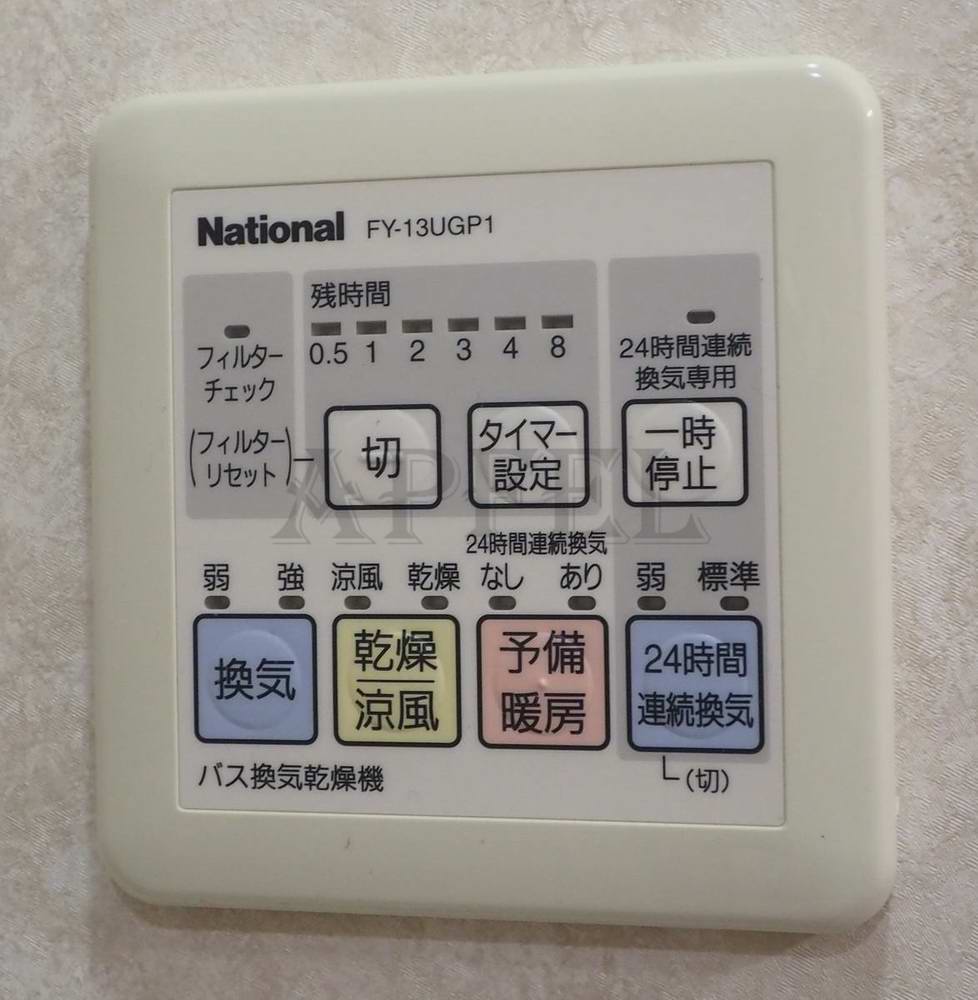 National FY-13UGP1
残時間
0.5 1 2 3 4 8
フィルター
チェック
(フィルター
リセット)
切
タイマー
設定
24時間連続
換気専用
一時
停止
APFEL
24時間連続換気
弱 強 涼風 乾燥 なし あり 弱 標準
換気
乾燥
涼風
予備
暖房
24時間
連続換気
バス換気乾燥機
(切)